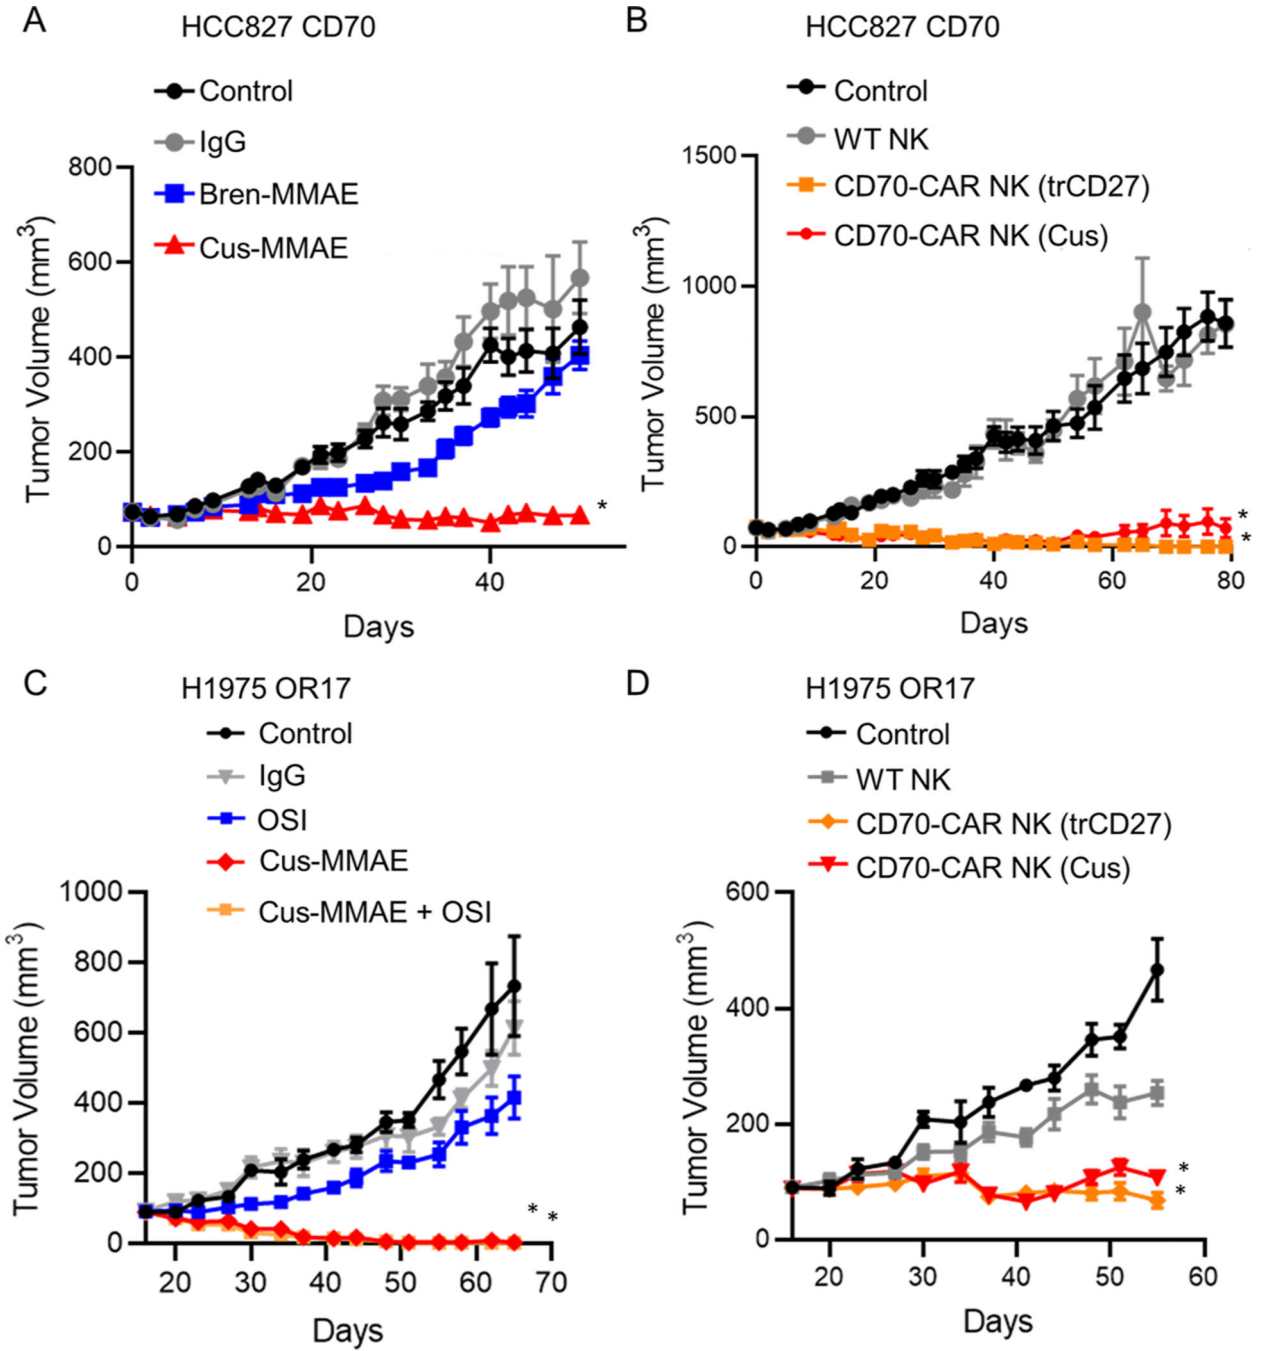 A
HCC827 CD70
Control
IgG
Bren-MMAE
Cus-MMAE
800
600
400
200
0
Tumor Volume (mm3)
*
0
20
40
Days
B
HCC827 CD70
Control
WT NK
CD70-CAR NK (trCD27)
CD70-CAR NK (Cus)
1500
1000
500
0
Tumor Volume (mm3)
*
*
0
20
40
60
80
Days
C
H1975 OR17
Control
IgG
OSI
Cus-MMAE
Cus-MMAE + OSI
1000
800
600
400
200
0
Tumor Volume (mm3)
* *
20
30
40
50
60
70
Days
D
H1975 OR17
Control
WT NK
CD70-CAR NK (trCD27)
CD70-CAR NK (Cus)
600
400
200
0
Tumor Volume (mm3)
*
*
20
30
40
50
60
Days